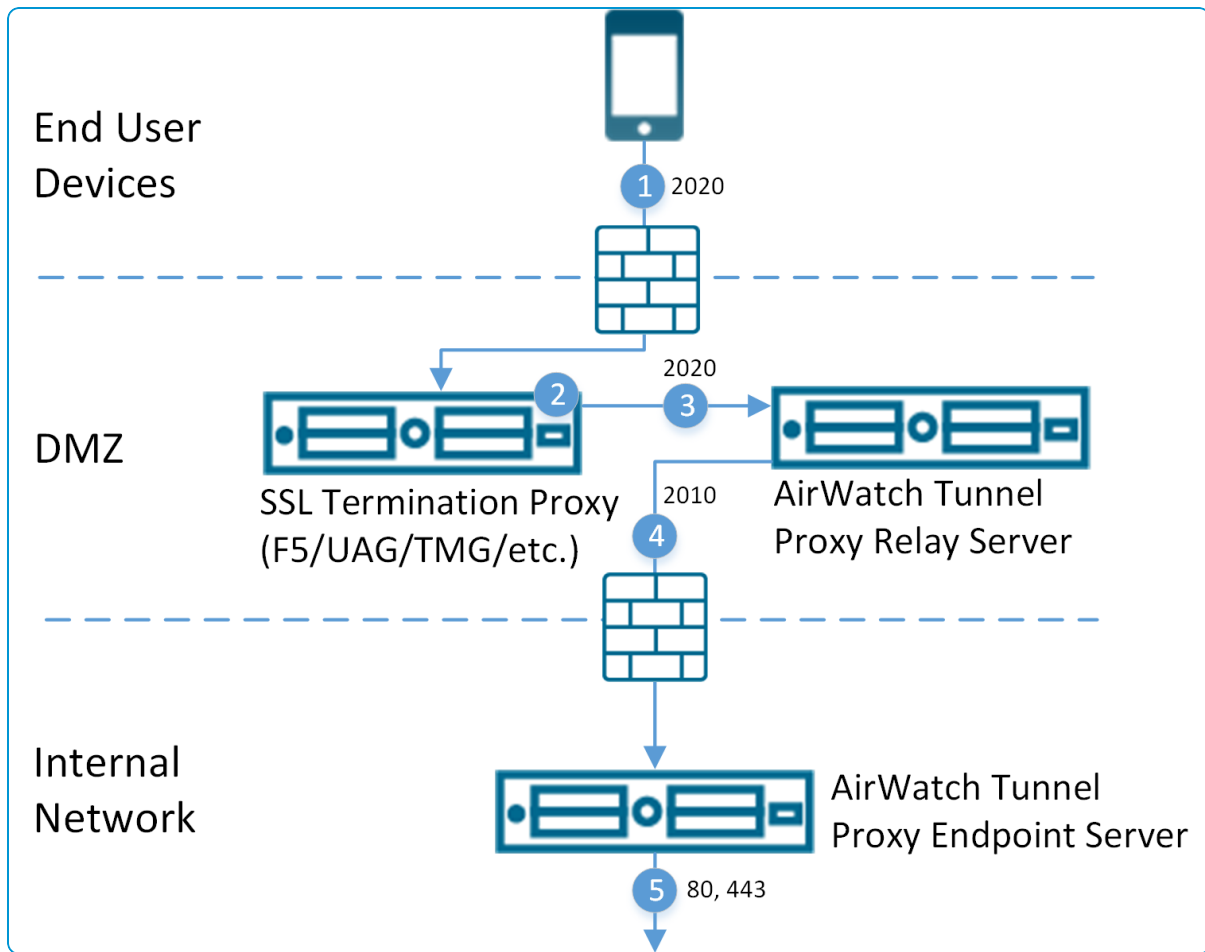 End User
Devices
1
2020
2
2020
3
DMZ
SSL Termination Proxy
(F5/UAG/TMG/etc.)
AirWatch Tunnel
Proxy Relay Server
2010
4
Internal
Network
AirWatch Tunnel
Proxy Endpoint Server
5
80, 443